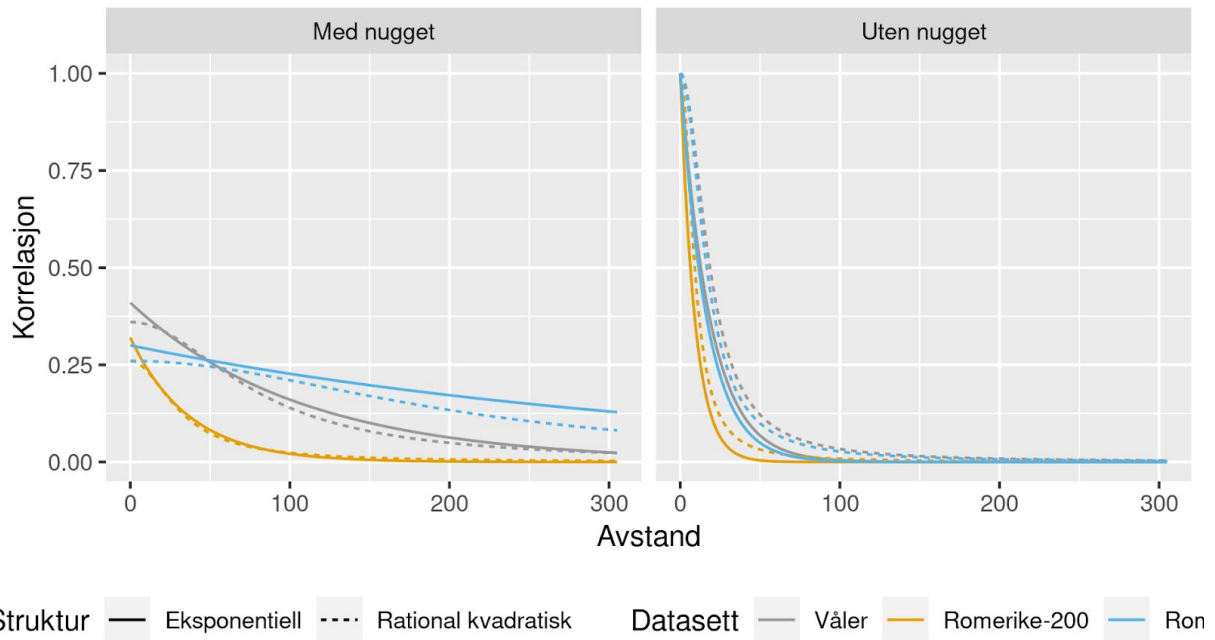 Med nugget
Uten nugget
Korrelasjon
1.00
0.75
0.50
0.25
0.00
0 100 200 300
0 100 200 300
Avstand
Struktur Eksponentiell Rational kvadratisk Datasett Våler Romerike-200